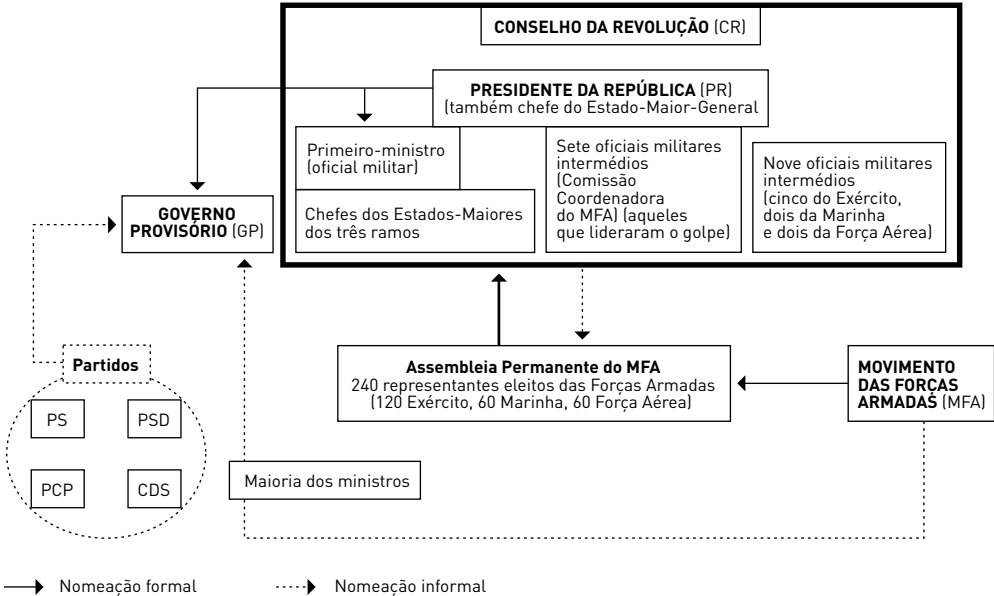 CONSELHO DA REVOLUÇÃO (CR)
PRESIDENTE DA REPÚBLICA (PR)
(também chefe do Estado-Maior-General
Primeiro-ministro
(oficial militar)
Chefes dos Estados-Maiores
dos três ramos
Sete oficiais militares
intermédios
(Comissão
Coordenadora
do MFA) (aqueles
que lideraram o golpe)
Nove oficiais militares
intermédios
(cinco do Exército,
dois da Marinha
e dois da Força Aérea)
GOVERNO
PROVISÓRIO (GP)
Assembleia Permanente do MFA
240 representantes eleitos das Forças Armadas
(120 Exército, 60 Marinha, 60 Força Aérea)
MOVIMENTO
DAS FORÇAS
ARMADAS (MFA)
Partidos
PS
PSD
PCP
CDS
Maioria dos ministros
Nomeação formal
Nomeação informal